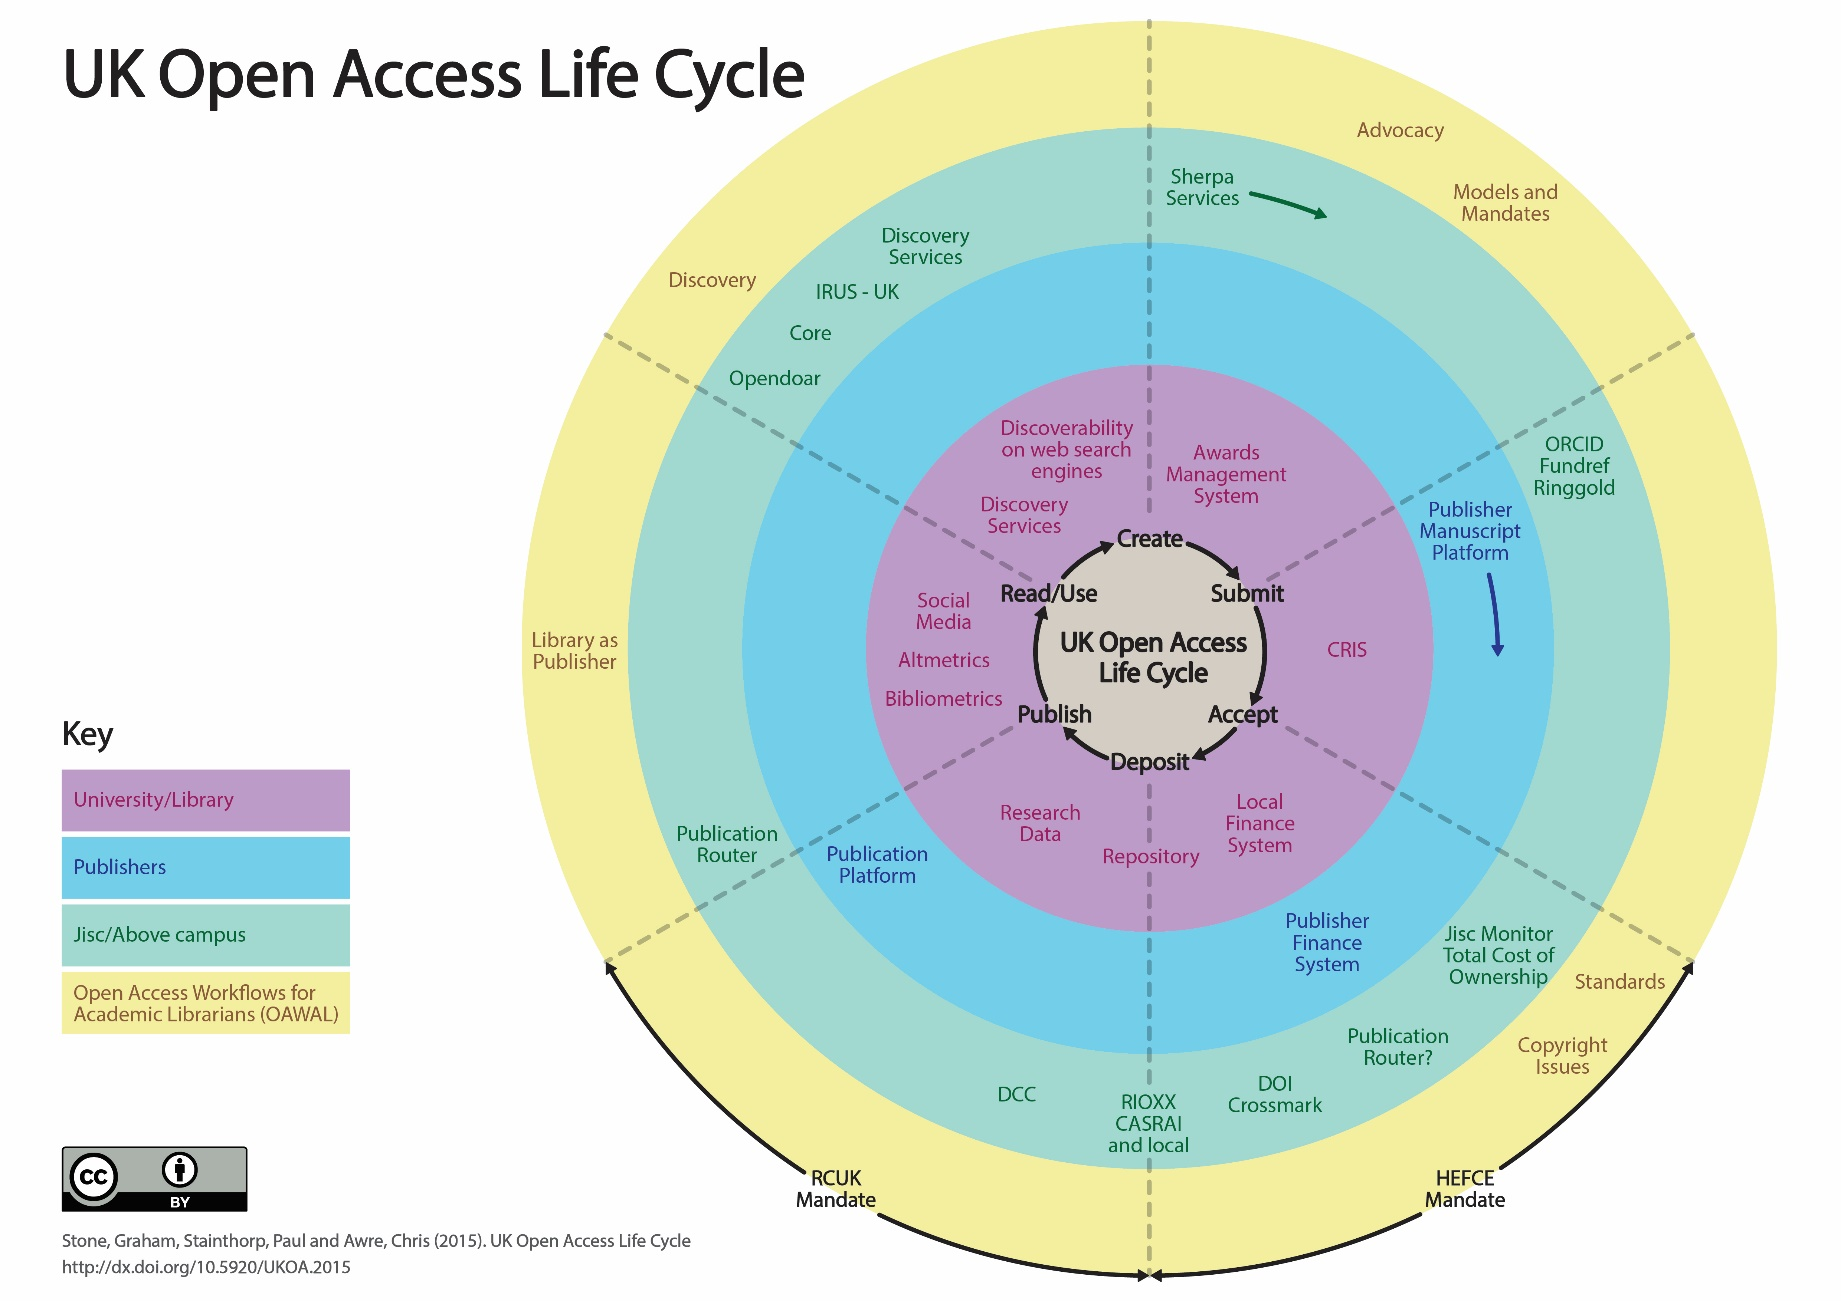 UK Open Access Life Cycle
Advocacy
Models and
Mandates
Sherpa
Services
Discovery
Services
IRUS - UK
Core
Opendoar
Discovery
ORCID
Fundref
Ringgold
Publisher
Manuscript
Platform
Discoverability
on web search
engines
Discovery
Services
Awards
Management
System
Create
Submit
Accept
Deposit
Publish
Read/Use
UK Open Access
Life Cycle
CRIS
Social
Media
Altmetrics
Bibliometrics
Library as
Publisher
Research
Data
Repository
Local
Finance
System
Publication
Router
Publication
Platform
Publisher
Finance
System
Jisc Monitor
Total Cost of
Ownership
Standards
Publication
Router?
Copyright
Issues
DCC
RIOXX
CASRAI
and local
DOI
Crossmark
RCUK
Mandate
HEFCE
Mandate
Key
University/Library
Publishers
Jisc/Above campus
Open Access Workflows for
Academic Librarians (OAWAL)
cc
BY
Stone, Graham, Stainthorp, Paul and Awre, Chris (2015). UK Open Access Life Cycle
http://dx.doi.org/10.5920/UKOA.2015